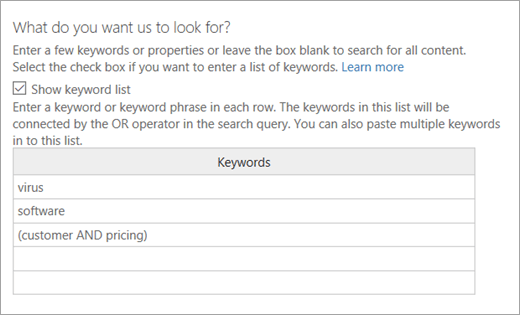 What do you want us to look for?
Enter a few keywords or properties or leave the box blank to search for all content.
Select the check box if you want to enter a list of keywords. Learn more
Show keyword list
Enter a keyword or keyword phrase in each row. The keywords in this list will be
connected by the OR operator in the search query. You can also paste multiple keywords
in to this list.
Keywords
virus
software
(customer AND pricing)